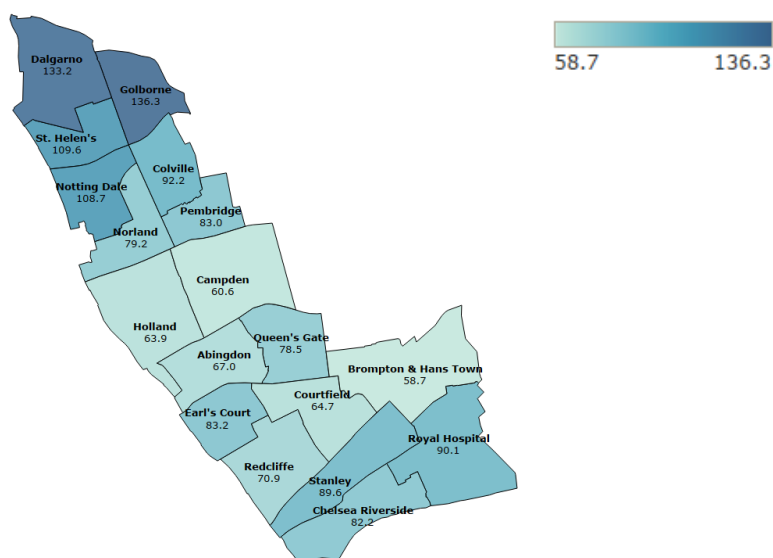 58.7 136.3
Dalgarno
133.2
Golborne
136.3
St. Helen's
109.6
Colville
92.2
Notting Dale
108.7
Pembridge
83.0
Norland
79.2
Campden
60.6
Holland
63.9
Queen's Gate
78.5
Abingdon
67.0
Brompton & Hans Town
58.7
Courtfield
64.7
Earl's Court
83.2
Royal Hospital
90.1
Redcliffe
70.9
Stanley
89.6
Chelsea Riverside
82.2